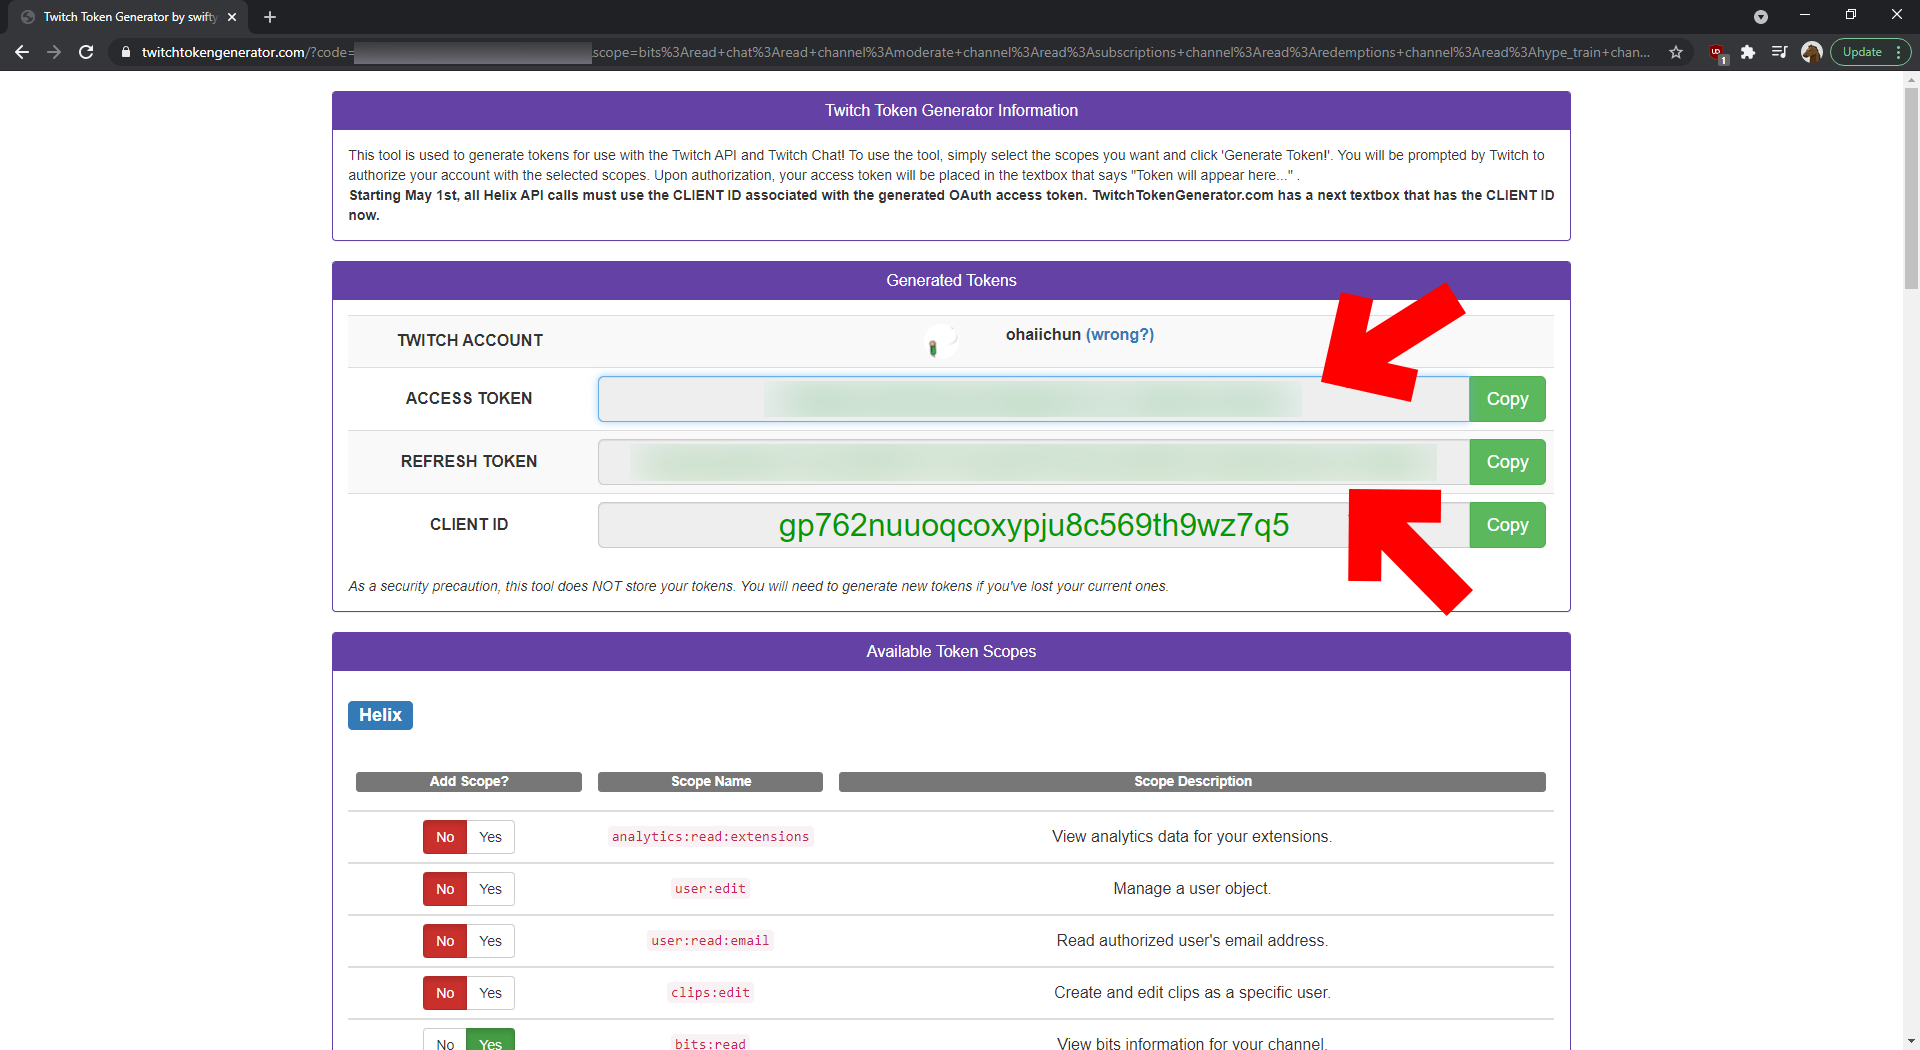 Twitch Token Generator by swifty
twitchtokengenerator.com/?code=
scope=bits%3Aread+chat%3Aread+channel%3Amoderate+channel%3Aread%3Asubscriptions+channel%3Aread%3Aredemptions+channel%3Aread%3Ahype_train+chan...
1
Update
Twitch Token Generator Information
This tool is used to generate tokens for use with the Twitch API and Twitch Chat! To use the tool, simply select the scopes you want and click 'Generate Token!'. You will be prompted by Twitch to
authorize your account with the selected scopes. Upon authorization, your access token will be placed in the textbox that says "Token will appear here..." .
Starting May 1st, all Helix API calls must use the CLIENT ID associated with the generated OAuth access token. TwitchTokenGenerator.com has a next textbox that has the CLIENT ID
now.
Generated Tokens
TWITCH ACCOUNT
ohaiichun (wrong?)
ACCESS TOKEN
Copy
REFRESH TOKEN
Copy
CLIENT ID
gp762nuuoqcoxypju8c569th9wz7q5
Copy
As a security precaution, this tool does NOT store your tokens. You will need to generate new tokens if you've lost your current ones.
Available Token Scopes
Helix
Add Scope?
Scope Name
Scope Description
No Yes
analytics:read:extensions
View analytics data for your extensions.
No Yes
user:edit
Manage a user object.
No Yes
user:read:email
Read authorized user's email address.
No Yes
clips:edit
Create and edit clips as a specific user.
No Yes
bits:read
View bits information for your channel.